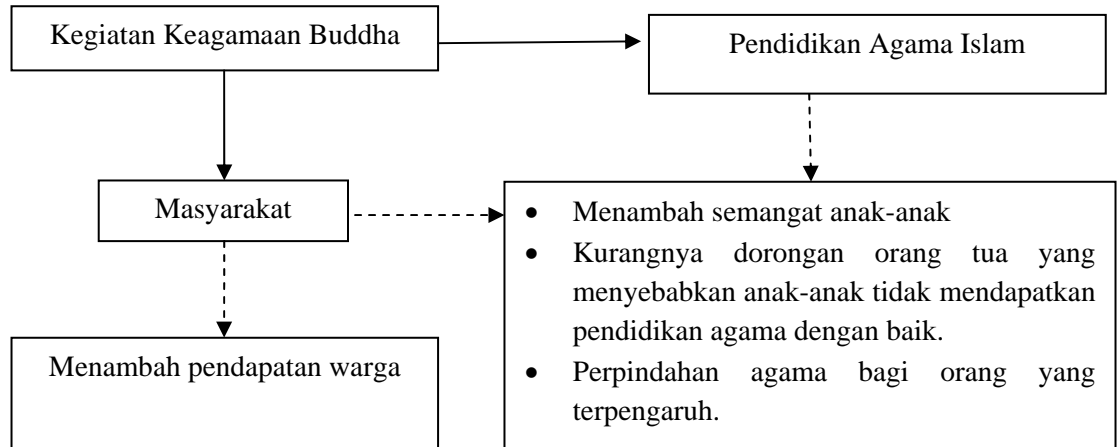 Kegiatan Keagamaan Buddha
Pendidikan Agama Islam
Masyarakat
• Menambah semangat anak-anak
• Kurangnya dorongan orang tua yang
menyebabkan anak-anak tidak mendapatkan
pendidikan agama dengan baik.
• Perpindahan agama bagi orang yang
terpengaruh.
Menambah pendapatan warga